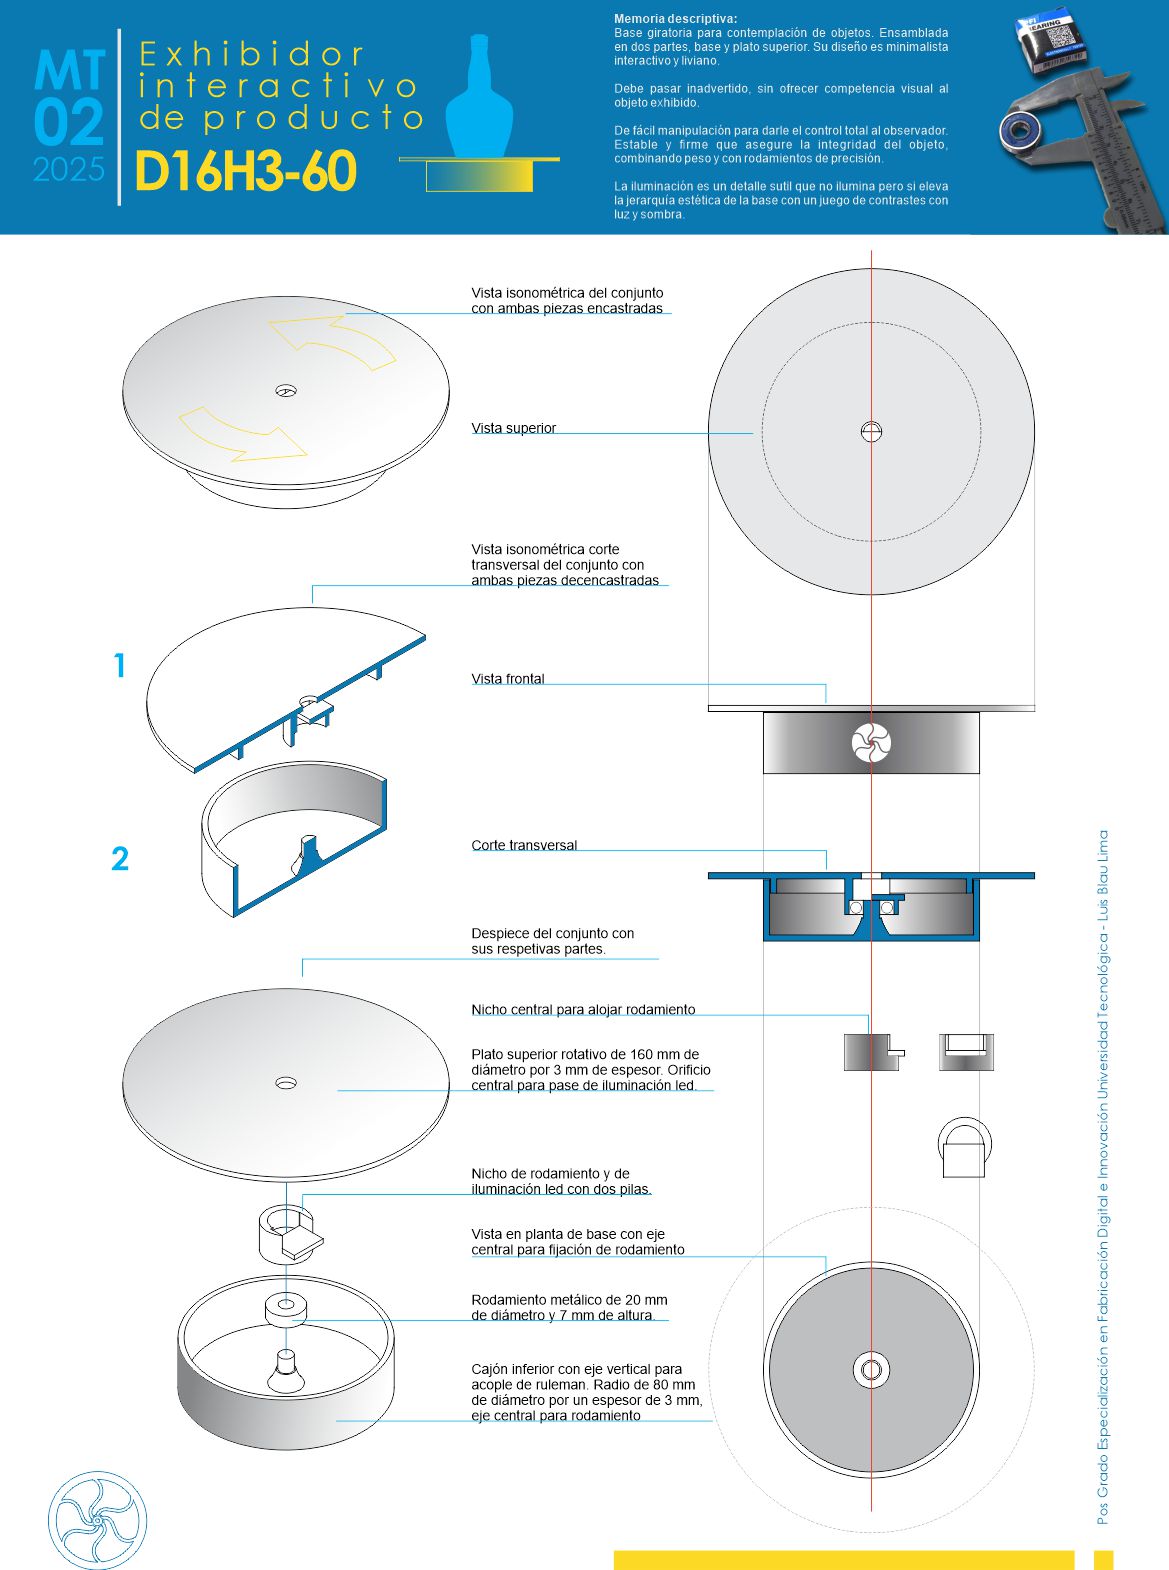 MT
02
2025
Exhibidor
interactivo
de producto
D16H3-60
Memoria descriptiva:
Base giratoria para contemplación de objetos. Ensamblada
en dos partes, base y plato superior. Su diseño es minimalista
interactivo y liviano.
Debe pasar inadvertido, sin ofrecer competencia visual al
objeto exhibido.
De fácil manipulación para darle el control total al observador.
Estable y firme que asegure la integridad del objeto,
combinando peso y con rodamientos de precisión.
La iluminación es un detalle sutil que no ilumina pero si eleva
la jerarquía estética de la base con un juego de contrastes con
luz y sombra.
Vista isonométrica del conjunto
con ambas piezas encastradas
Vista superior
Vista isonométrica corte
transversal del conjunto con
ambas piezas decencastradas
1
Vista frontal
2
Corte transversal
Despiece del conjunto con
sus respetivas partes.
Nicho central para alojar rodamiento
Plato superior rotativo de 160 mm de
diámetro por 3 mm de espesor. Orificio
central para pase de iluminación led.
Nicho de rodamiento y de
iluminación led con dos pilas.
Vista en planta de base con eje
central para fijación de rodamiento
Rodamiento metálico de 20 mm
de diámetro y 7 mm de altura.
Cajón inferior con eje vertical para
acople de ruleman. Radio de 80 mm
de diámetro por un espesor de 3 mm,
eje central para rodamiento
Pos Grado Especialización en Fabricación Digital e Innovación Universidad Tecnológica - Luis Blau Lima